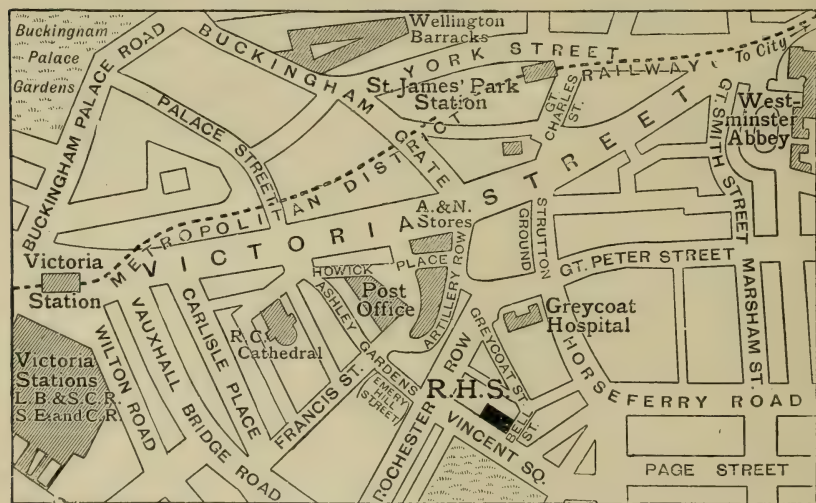 Buckingham
Palace
Gardens
BUCKINGHAM PALACE ROAD
BUCKINGHAM GATE
Wellington
Barracks
YORK STREET
St. James' Park
Station
GT. CHARLES ST.
METROPOLITAN DISTRICT RAILWAY
To City
West-
minster
Abbey
GT. SMITH STREET
PALACE STREET
VICTORIA STREET
A. & N.
Stores
STRUTTON
GROUND
Victoria
Station
HOWICK PLACE
ARTILLERY ROW
GT. PETER STREET
MARSHAM ST.
Post
Office
ASHLEY GARDENS
R.C.
Cathedral
CARLISLE PLACE
VAUXHALL BRIDGE ROAD
WILTON ROAD
Victoria
Stations
L.B. & S.C.R.
S.E. and C.R.
FRANCIS ST.
EMERY
HILL
STREET
ROCHESTER ROW
GREYCOAT ST.
Greycoat
Hospital
HORSEFERRY ROAD
R.H.S.
BELL ST.
VINCENT SQ.
PAGE STREET